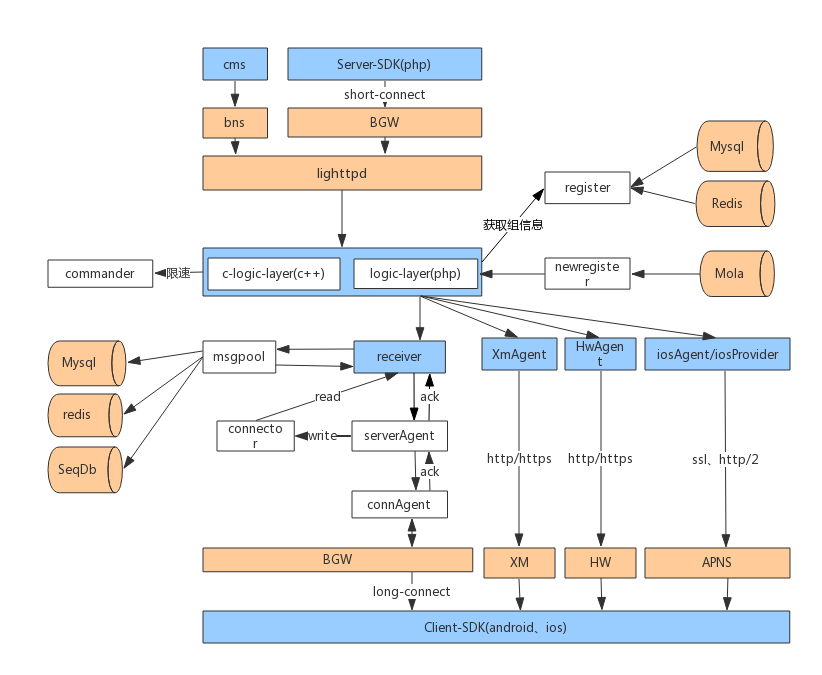 cms
Server-SDK(php)
short-connect
bns
BGW
lighttpd
Mysql
register
Redis
获取组信息
commander
限速
c-logic-layer(c++)
logic-layer(php)
newregiste
r
Mola
Mysql
msgpool
receiver
XmAgent
HwAgen
t
iosAgent/iosProvider
read
ack
redis
connecto
r
write
serverAgent
http/https
http/https
ssl、http/2
SeqDb
ack
connAgent
BGW
XM
HW
APNS
long-connect
Client-SDK(android、ios)